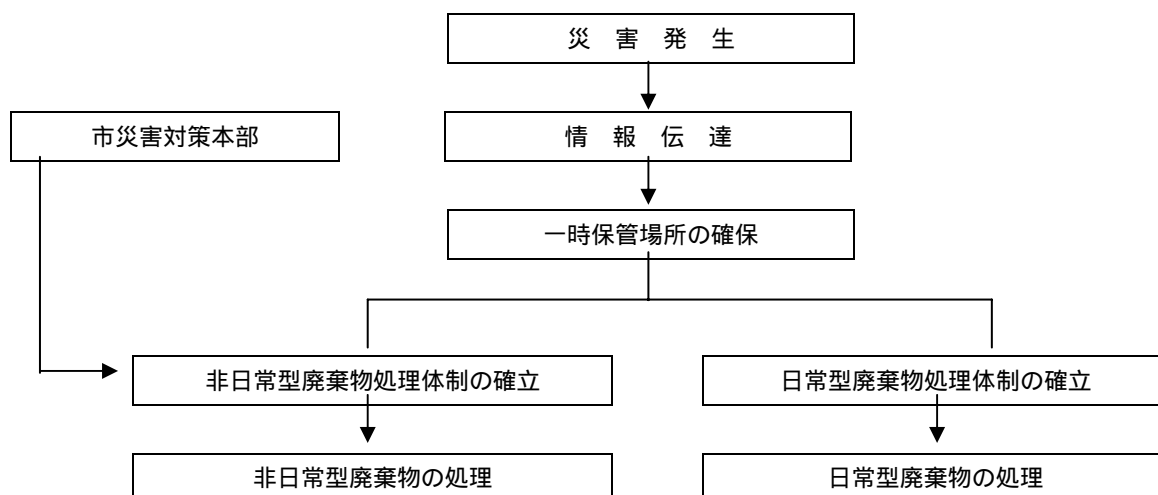 災　害　発　生
市災害対策本部
情　報　伝　達
一時保管場所の確保
非日常型廃棄物処理体制の確立
日常型廃棄物処理体制の確立
非日常型廃棄物の処理
日常型廃棄物の処理